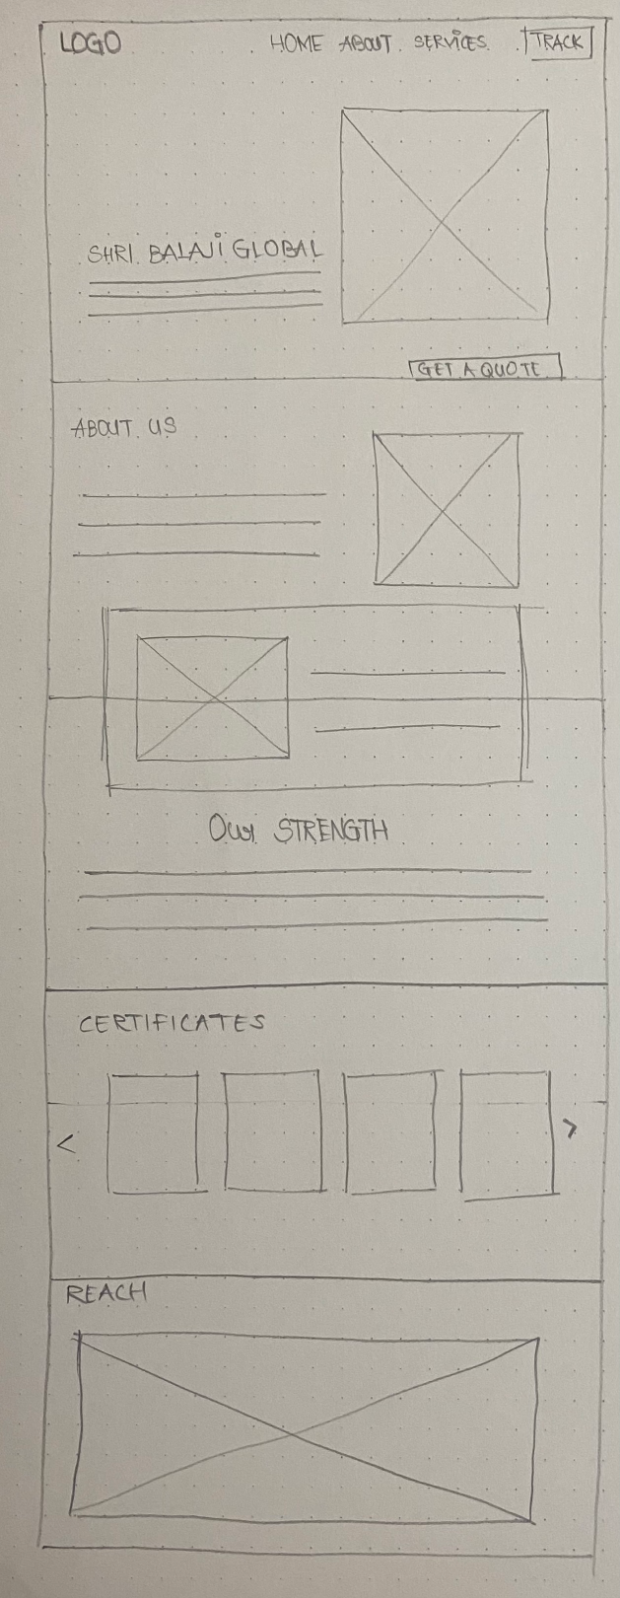 LOGO HOME ABOUT. SERVICES. TRACK
SHRI. BALAJI GLOBAL
GET A QUOTE
ABOUT. US
Our STRENGTH
CERTIFICATES
< >
REACH